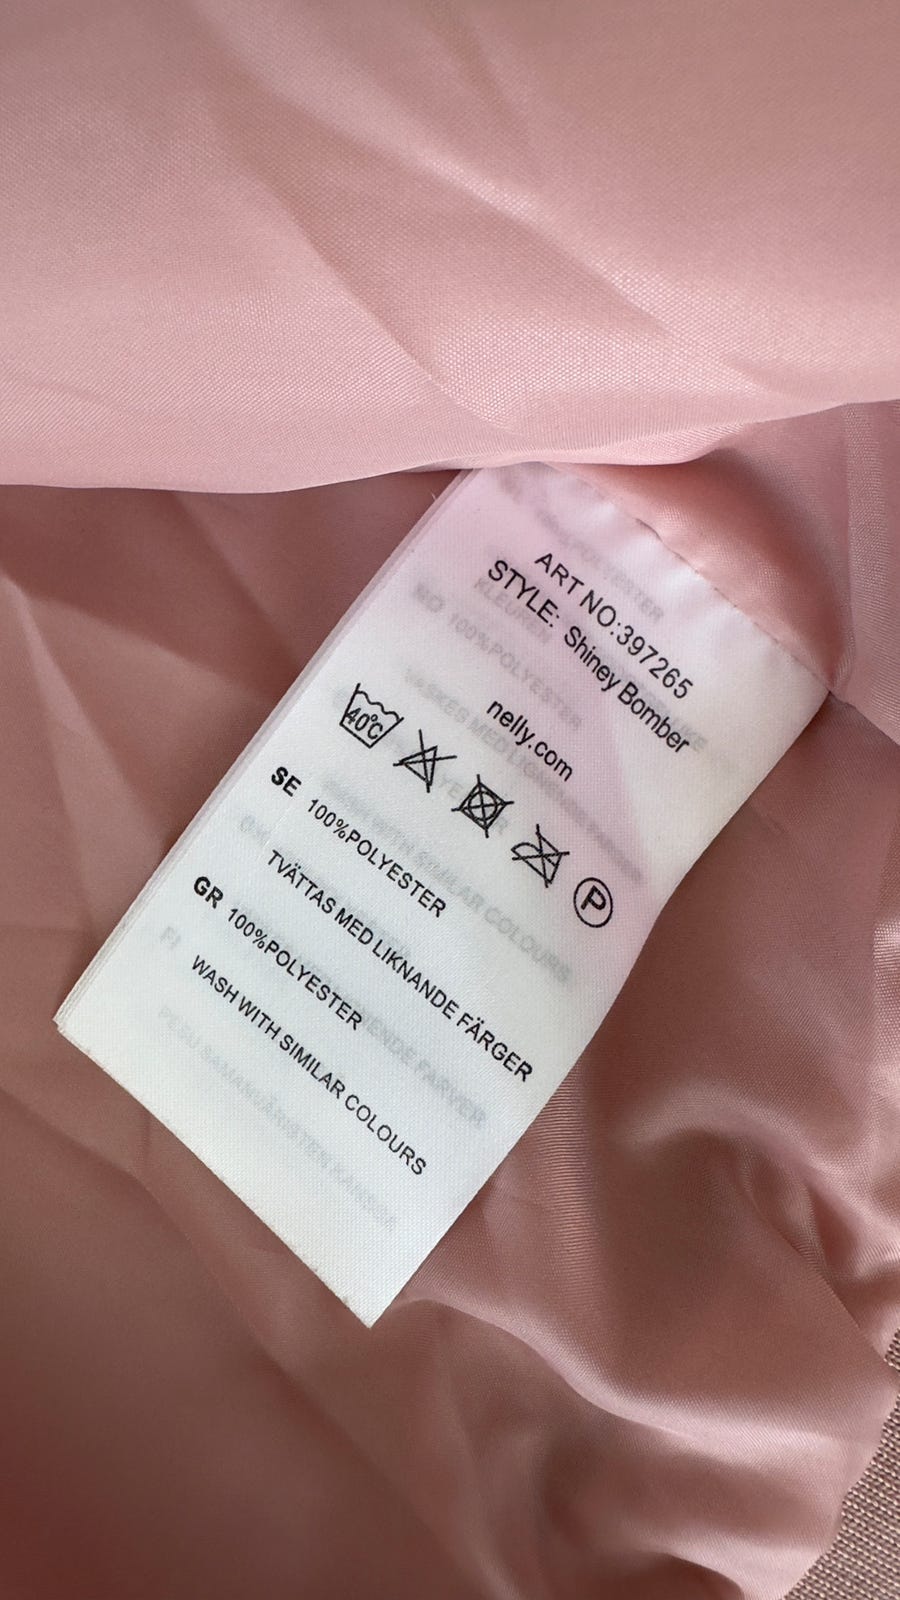 ART NO:397265
STYLE: Shiney Bomber
nelly.com
40°C P
SE 100%POLYESTER
TVÄTTAS MED LIKNANDE FÄRGER
GR 100%POLYESTER
WASH WITH SIMILAR COLOURS